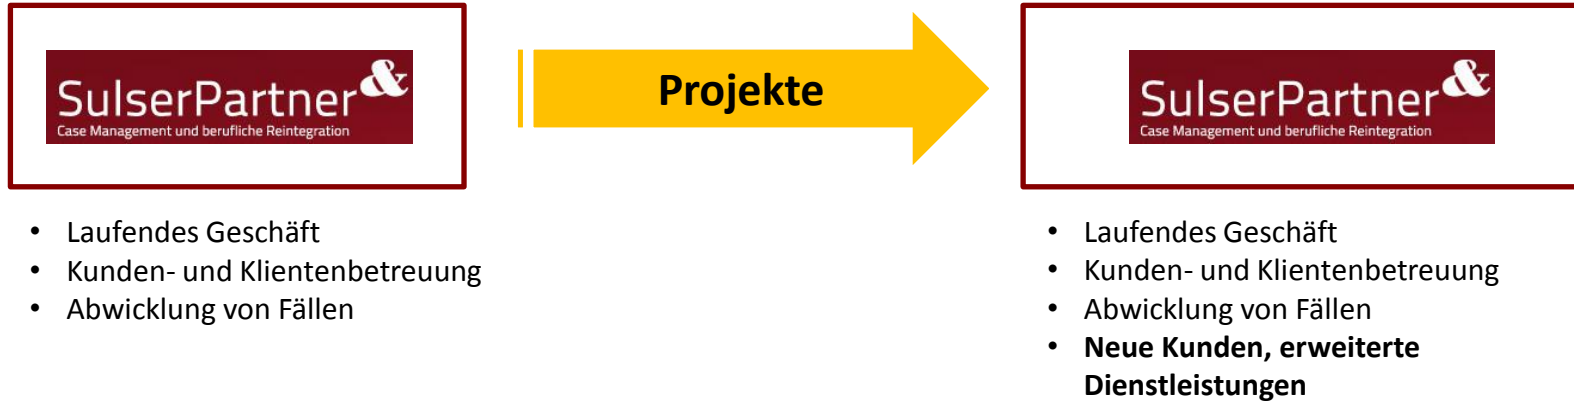 SulserPartner&
Case Management und berufliche Reintegration
Projekte
SulserPartner&
Case Management und berufliche Reintegration
• Laufendes Geschäft
• Kunden- und Klientenbetreuung
• Abwicklung von Fällen
• Laufendes Geschäft
• Kunden- und Klientenbetreuung
• Abwicklung von Fällen
• Neue Kunden, erweiterte
Dienstleistungen